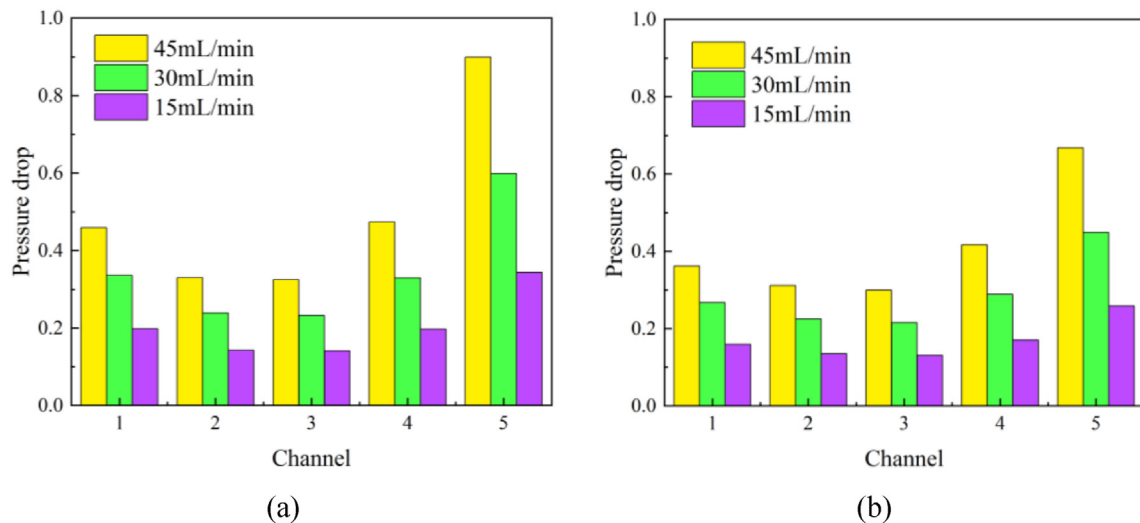 1.0
0.8
0.6
0.4
0.2
0.0
Pressure drop
45mL/min
30mL/min
15mL/min
1 2 3 4 5
Channel
(a)
1.0
0.8
0.6
0.4
0.2
0.0
Pressure drop
45mL/min
30mL/min
15mL/min
1 2 3 4 5
Channel
(b)